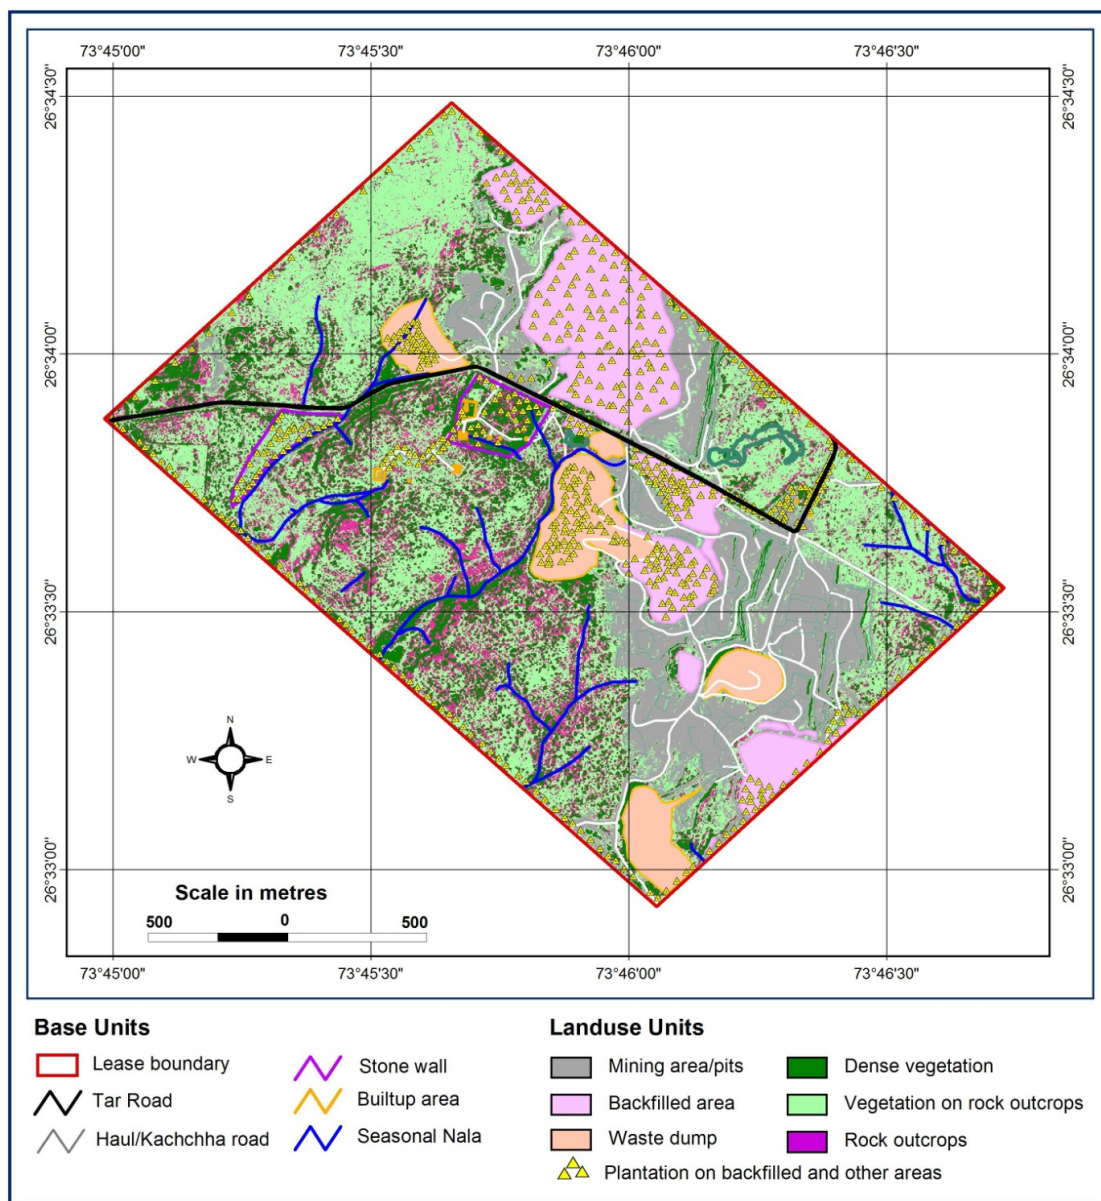 73°45'00" 73°45'30" 73°46'00" 73°46'30"
26°34'30" 26°34'30"
26°34'00" 26°34'00"
26°33'30" 26°33'30"
26°33'00" 26°33'00"
N
W E
S
Scale in metres
500 0 500
73°45'00" 73°45'30" 73°46'00" 73°46'30"
Base Units
Lease boundary
Tar Road
Haul/Kachchha road
Stone wall
Builtup area
Seasonal Nala
Landuse Units
Mining area/pits
Backfilled area
Waste dump
Dense vegetation
Vegetation on rock outcrops
Rock outcrops
Plantation on backfilled and other areas